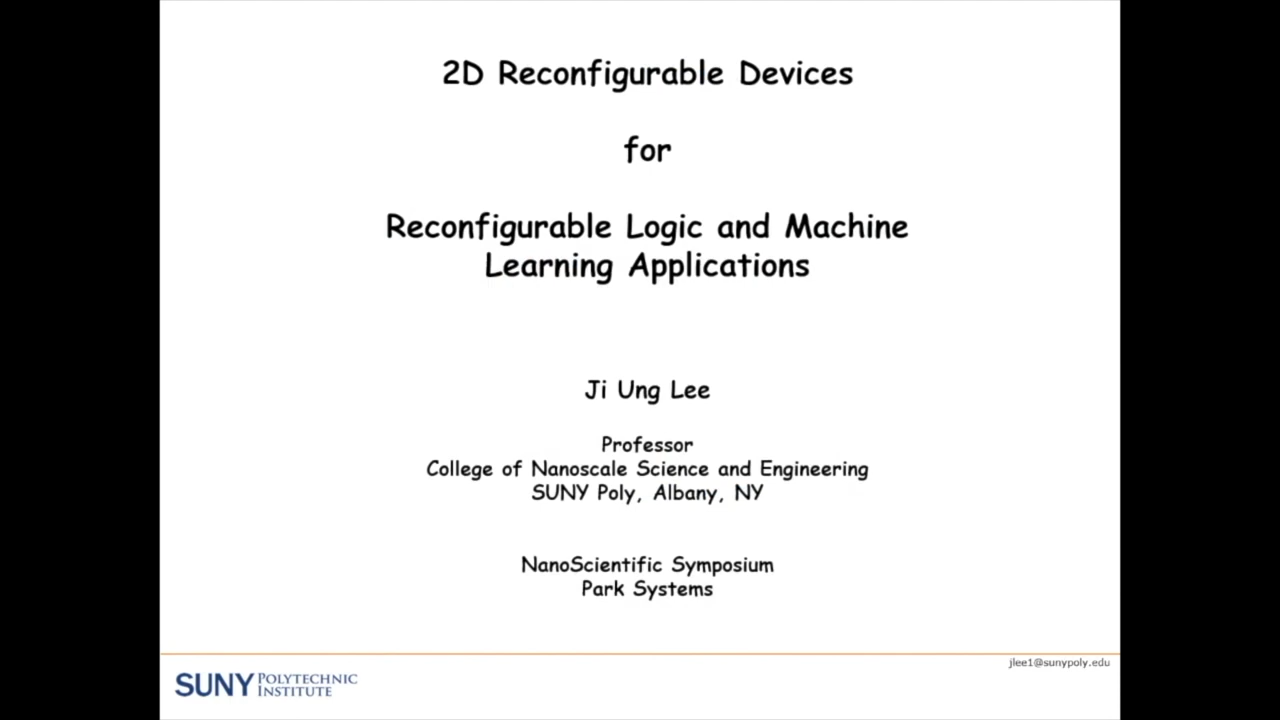 2D Reconfigurable Devices
for
Reconfigurable Logic and Machine
Learning Applications
Ji Ung Lee
Professor
College of Nanoscale Science and Engineering
SUNY Poly, Albany, NY
NanoScientific Symposium
Park Systems
jlee1@sunypoly.edu
SUNY POLYTECHNIC
INSTITUTE